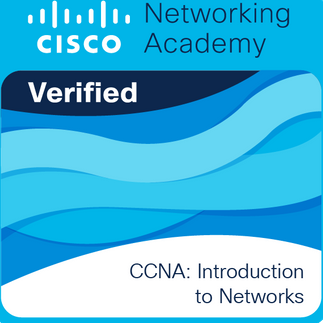 CISCO
Networking
Academy
Verified
CCNA: Introduction
to Networks